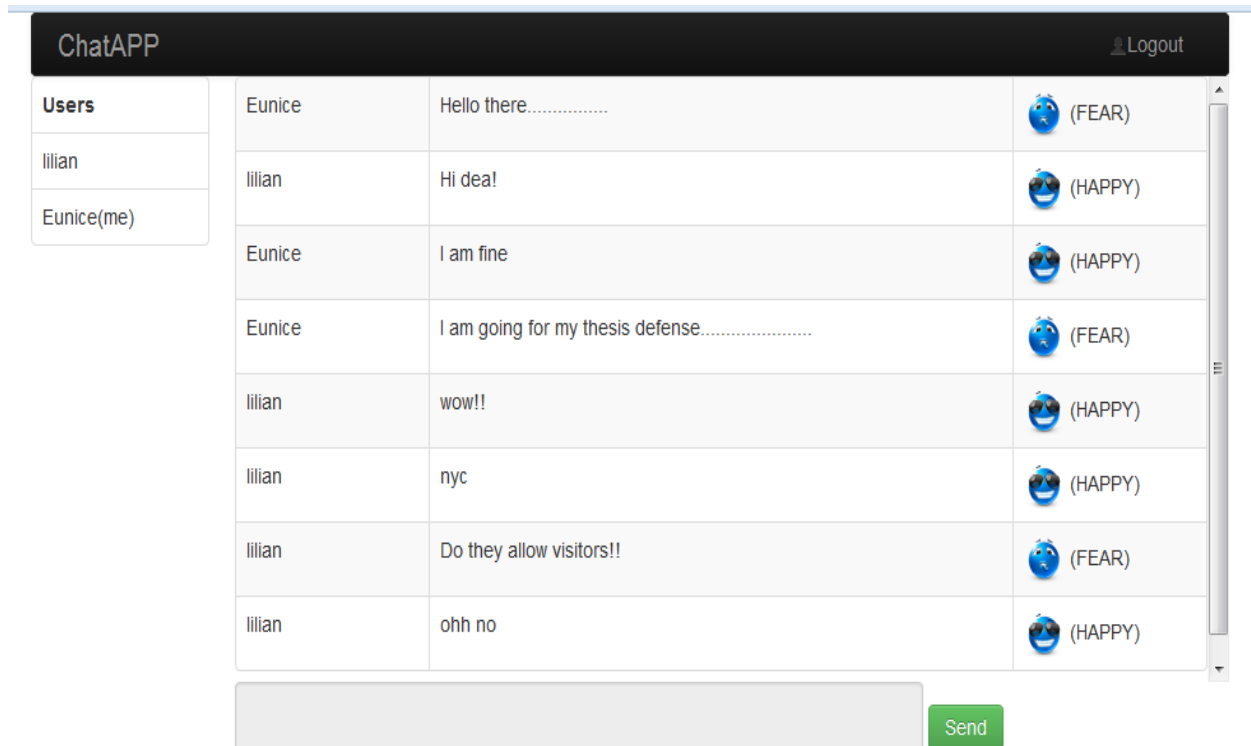 ChatAPP
Logout
Users
lilian
Eunice(me)
Eunice Hello there................ (FEAR)
lilian Hi dea! (HAPPY)
Eunice I am fine (HAPPY)
Eunice I am going for my thesis defense...................... (FEAR)
lilian wow!! (HAPPY)
lilian nyc (HAPPY)
lilian Do they allow visitors!! (FEAR)
lilian ohh no (HAPPY)
Send